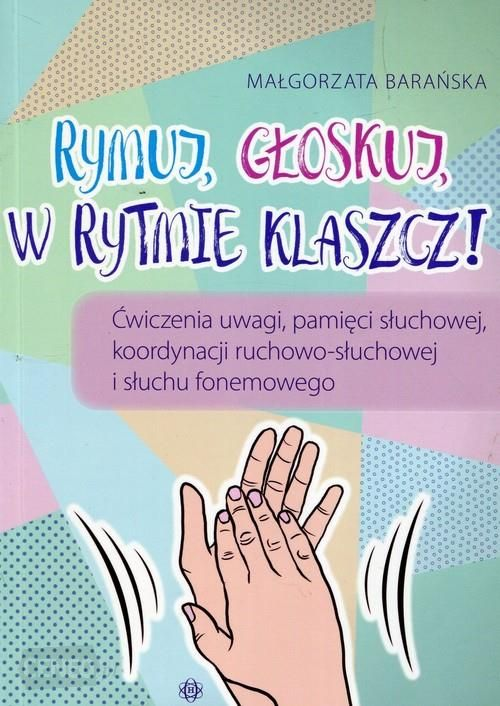 MAŁGORZATA BARAŃSKA
RYMUJ, GŁOSKUJ,
W RYTMIE KLASZCZ!
Ćwiczenia uwagi, pamięci słuchowej,
koordynacji ruchowo-słuchowej
i słuchu fonemowego
H